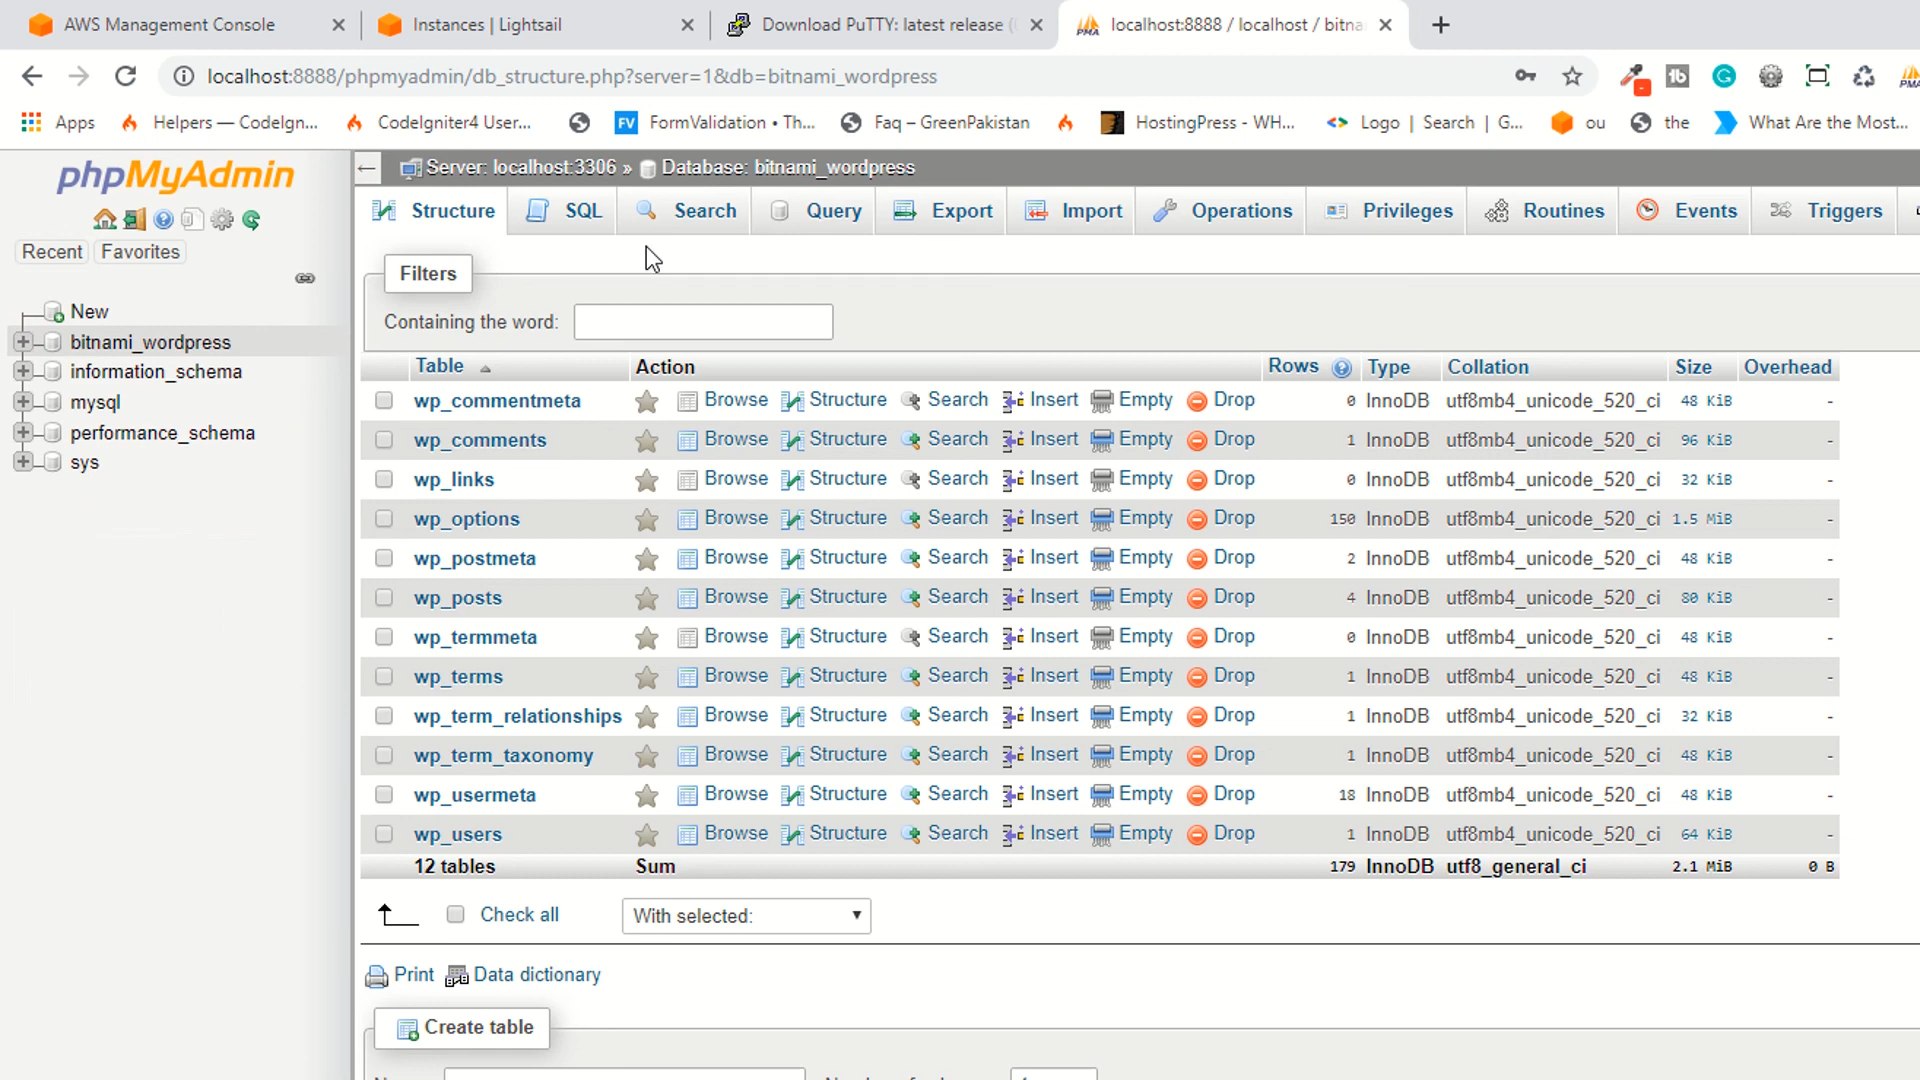 AWS Management Console
Instances | Lightsail
Download PuTTY: latest release (
localhost:8888 / localhost / bitna
localhost:8888/phpmyadmin/db_structure.php?server=1&db=bitnami_wordpress
Apps Helpers — CodeIgn... CodeIgniter4 User... FV FormValidation • Th... Faq – GreenPakistan HostingPress - WH... Logo | Search | G... ou the What Are the Most...
phpMyAdmin
Recent Favorites
New
bitnami_wordpress
information_schema
mysql
performance_schema
sys
Server: localhost:3306 » Database: bitnami_wordpress
Structure SQL Search Query Export Import Operations Privileges Routines Events Triggers
Filters
Containing the word:
Table Action Rows Type Collation Size Overhead
wp_commentmeta Browse Structure Search Insert Empty Drop 0 InnoDB utf8mb4_unicode_520_ci 48 KiB -
wp_comments Browse Structure Search Insert Empty Drop 1 InnoDB utf8mb4_unicode_520_ci 96 KiB -
wp_links Browse Structure Search Insert Empty Drop 0 InnoDB utf8mb4_unicode_520_ci 32 KiB -
wp_options Browse Structure Search Insert Empty Drop 150 InnoDB utf8mb4_unicode_520_ci 1.5 MiB -
wp_postmeta Browse Structure Search Insert Empty Drop 2 InnoDB utf8mb4_unicode_520_ci 48 KiB -
wp_posts Browse Structure Search Insert Empty Drop 4 InnoDB utf8mb4_unicode_520_ci 80 KiB -
wp_termmeta Browse Structure Search Insert Empty Drop 0 InnoDB utf8mb4_unicode_520_ci 48 KiB -
wp_terms Browse Structure Search Insert Empty Drop 1 InnoDB utf8mb4_unicode_520_ci 48 KiB -
wp_term_relationships Browse Structure Search Insert Empty Drop 1 InnoDB utf8mb4_unicode_520_ci 32 KiB -
wp_term_taxonomy Browse Structure Search Insert Empty Drop 1 InnoDB utf8mb4_unicode_520_ci 48 KiB -
wp_usermeta Browse Structure Search Insert Empty Drop 18 InnoDB utf8mb4_unicode_520_ci 48 KiB -
wp_users Browse Structure Search Insert Empty Drop 1 InnoDB utf8mb4_unicode_520_ci 64 KiB -
12 tables Sum 179 InnoDB utf8_general_ci 2.1 MiB 0 B
Check all With selected:
Print Data dictionary
Create table